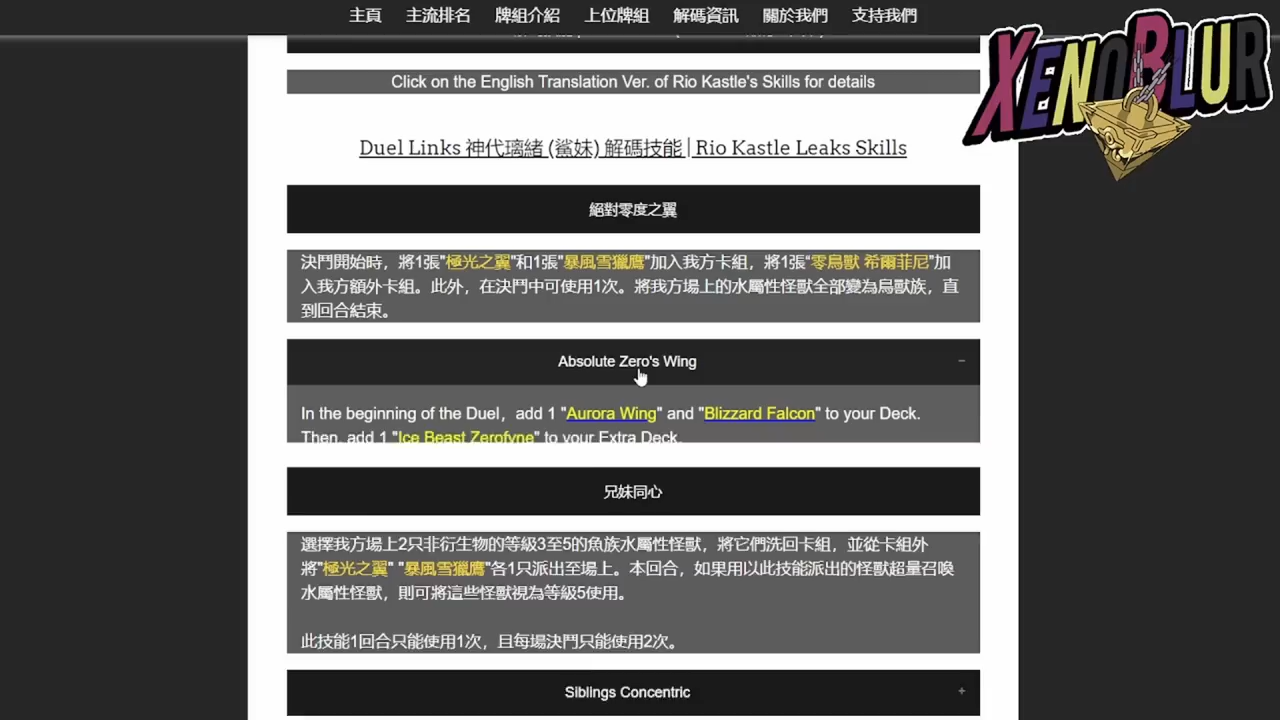 主頁 主流排名 牌組介紹 上位牌組 解碼資訊 關於我們 支持我們
XENOBLUR
Click on the English Translation Ver. of Rio Kastle's Skills for details
Duel Links 神代璃緒 (鯊妹) 解碼技能 | Rio Kastle Leaks Skills
絕對零度之翼
決鬥開始時，將1張"極光之翼"和1張"暴風雪獵鷹"加入我方卡組，將1張“零鳥獸 希爾菲尼"加
入我方額外卡組。此外，在決鬥中可使用1次。將我方場上的水屬性怪獸全部變為鳥獸族，直
到回合結束。
Absolute Zero's Wing −
In the beginning of the Duel，add 1 "Aurora Wing" and "Blizzard Falcon" to your Deck.
Then, add 1 "Ice Beast Zerofyne" to your Extra Deck.
兄妹同心
選擇我方場上2只非衍生物的等級3至5的魚族水屬性怪獸，將它們洗回卡組，並從卡組外
將"極光之翼" "暴風雪獵鷹"各1只派出至場上。本回合，如果用以此技能派出的怪獸超量召喚
水屬性怪獸，則可將這些怪獸視為等級5使用。
此技能1回合只能使用1次，且每場決鬥只能使用2次。
Siblings Concentric +